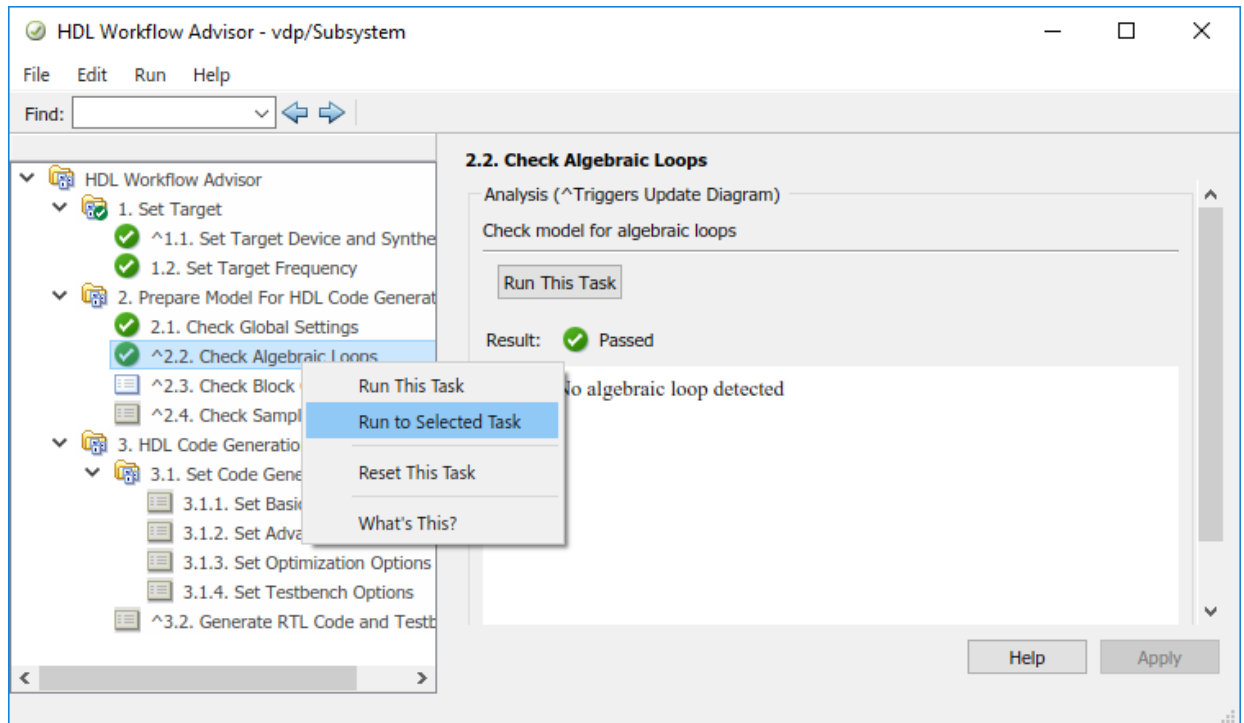 HDL Workflow Advisor - vdp/Subsystem
File Edit Run Help
Find:
HDL Workflow Advisor
1. Set Target
^1.1. Set Target Device and Synthe
1.2. Set Target Frequency
2. Prepare Model For HDL Code Generat
2.1. Check Global Settings
^2.2. Check Algebraic Loops
^2.3. Check Block
^2.4. Check Sampl
3. HDL Code Generatio
3.1. Set Code Gene
3.1.1. Set Basic
3.1.2. Set Adva
3.1.3. Set Optimization Options
3.1.4. Set Testbench Options
^3.2. Generate RTL Code and Testb
Run This Task
Run to Selected Task
Reset This Task
What's This?
2.2. Check Algebraic Loops
Analysis (^Triggers Update Diagram)
Check model for algebraic loops
Run This Task
Result: Passed
No algebraic loop detected
Help Apply